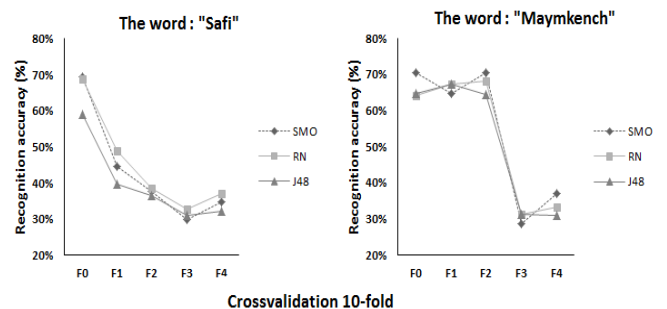 The word : "Safi"
Recognition accuracy (%)
80%
70%
60%
50%
40%
30%
20%
F0 F1 F2 F3 F4
SMO
RN
J48
The word : "Maymkench"
Recognition accuracy (%)
80%
70%
60%
50%
40%
30%
20%
F0 F1 F2 F3 F4
SMO
RN
J48
Crossvalidation 10-fold